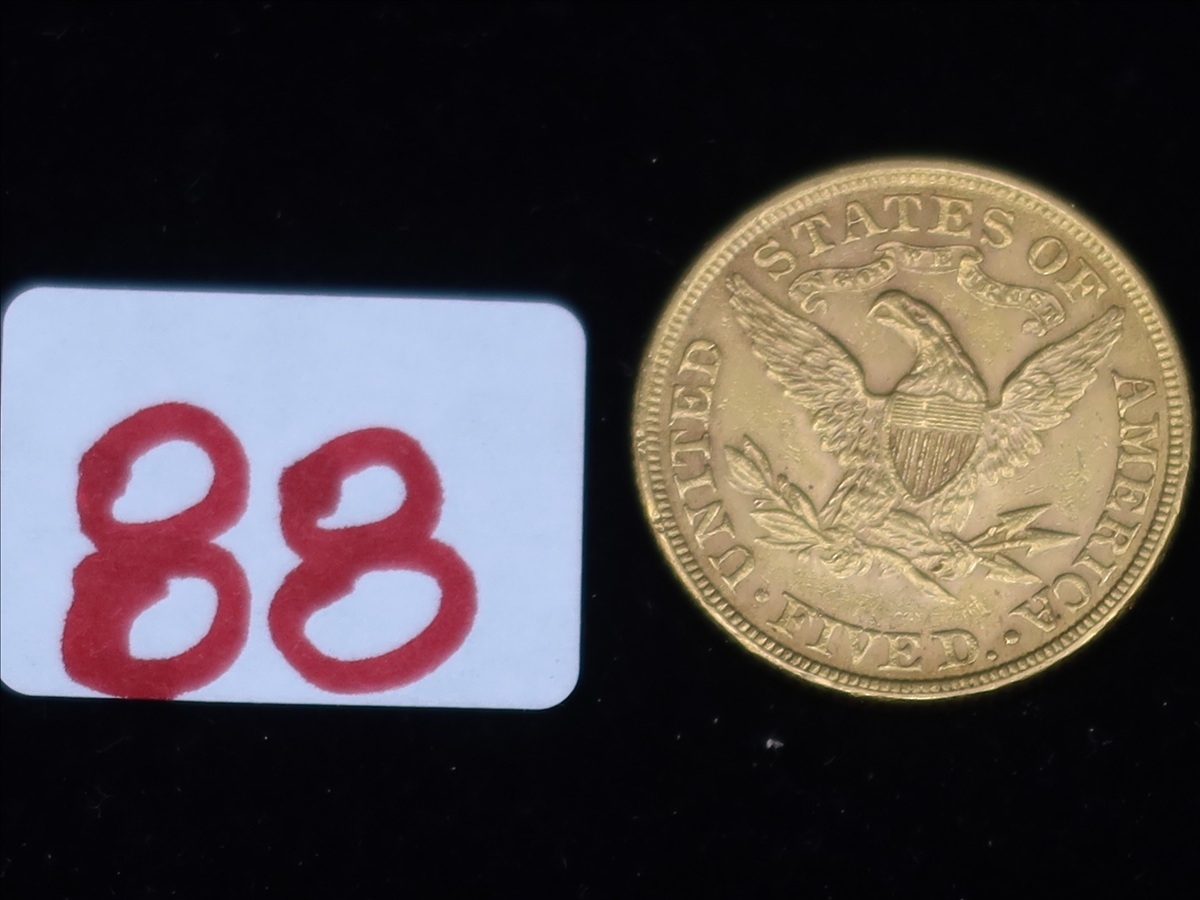 88
UNITED STATES OF AMERICA
IN GOD WE TRUST
FIVE D.